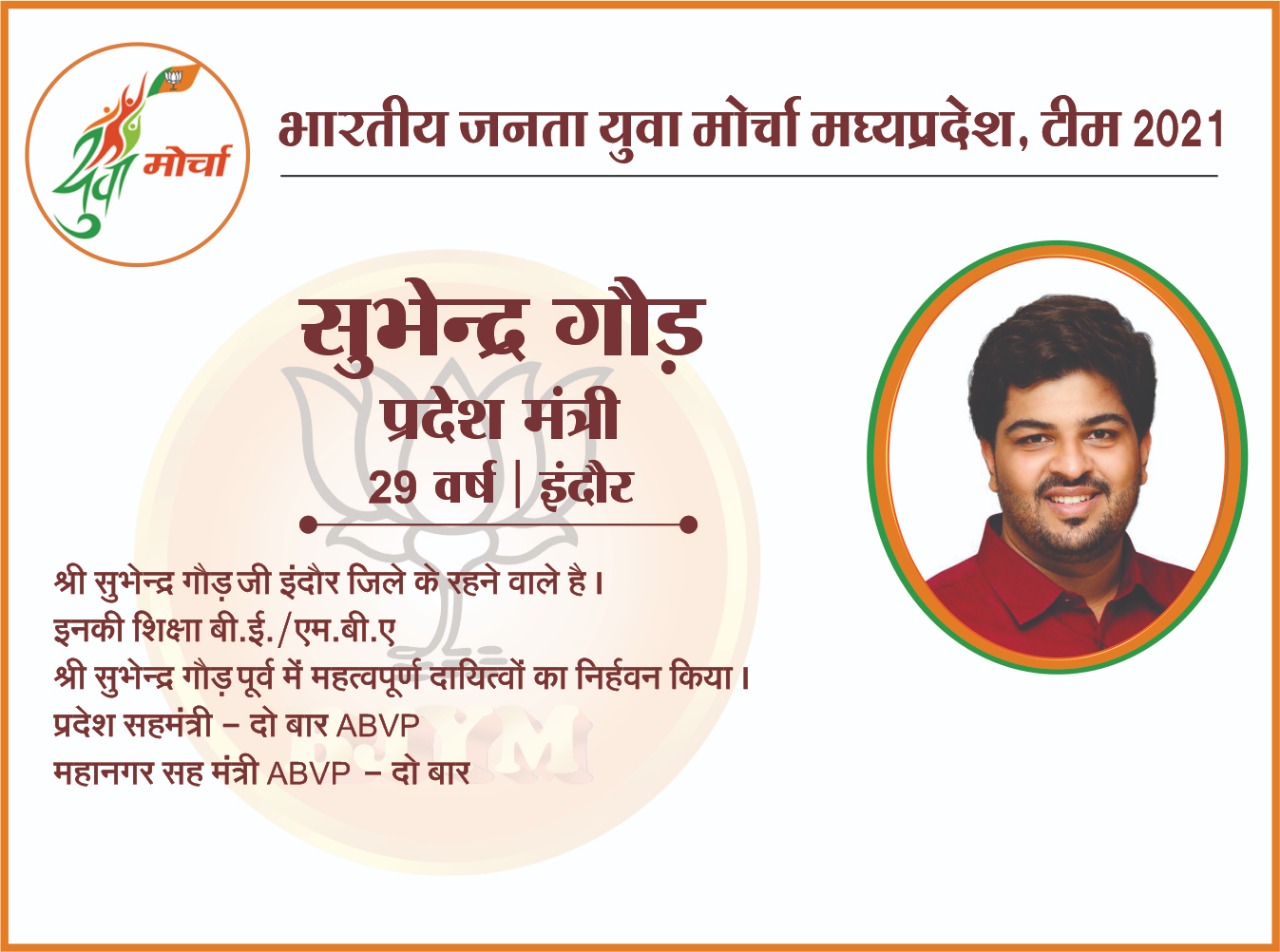 युवा मोर्चा
भारतीय जनता युवा मोर्चा मध्यप्रदेश, टीम 2021
सुभेन्द्र गौड़
प्रदेश मंत्री
29 वर्ष | इंदौर
श्री सुभेन्द्र गौड़ जी इंदौर जिले के रहने वाले है।
इनकी शिक्षा बी.ई./एम.बी.ए
श्री सुभेन्द्र गौड़ पूर्व में महत्वपूर्ण दायित्वों का निर्हवन किया।
प्रदेश सहमंत्री – दो बार ABVP
महानगर सह मंत्री ABVP – दो बार
BJYM